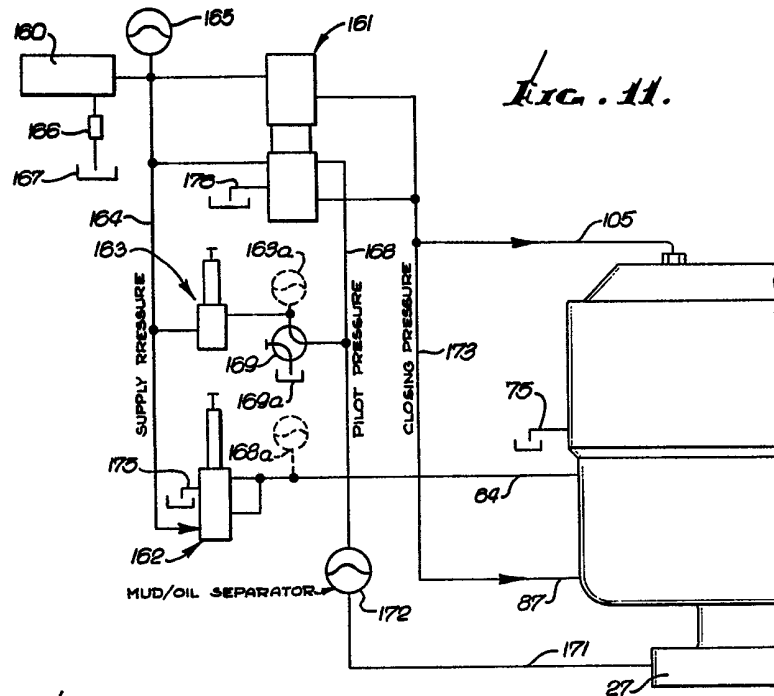 165
160
161
FIG. 11.
166
167
176
164
105
163
163a
168
SUPPLY PRESSURE
PILOT PRESSURE
CLOSING PRESSURE
173
169
169a
75
168a
175
84
162
MUD/OIL SEPARATOR
172
87
171
27